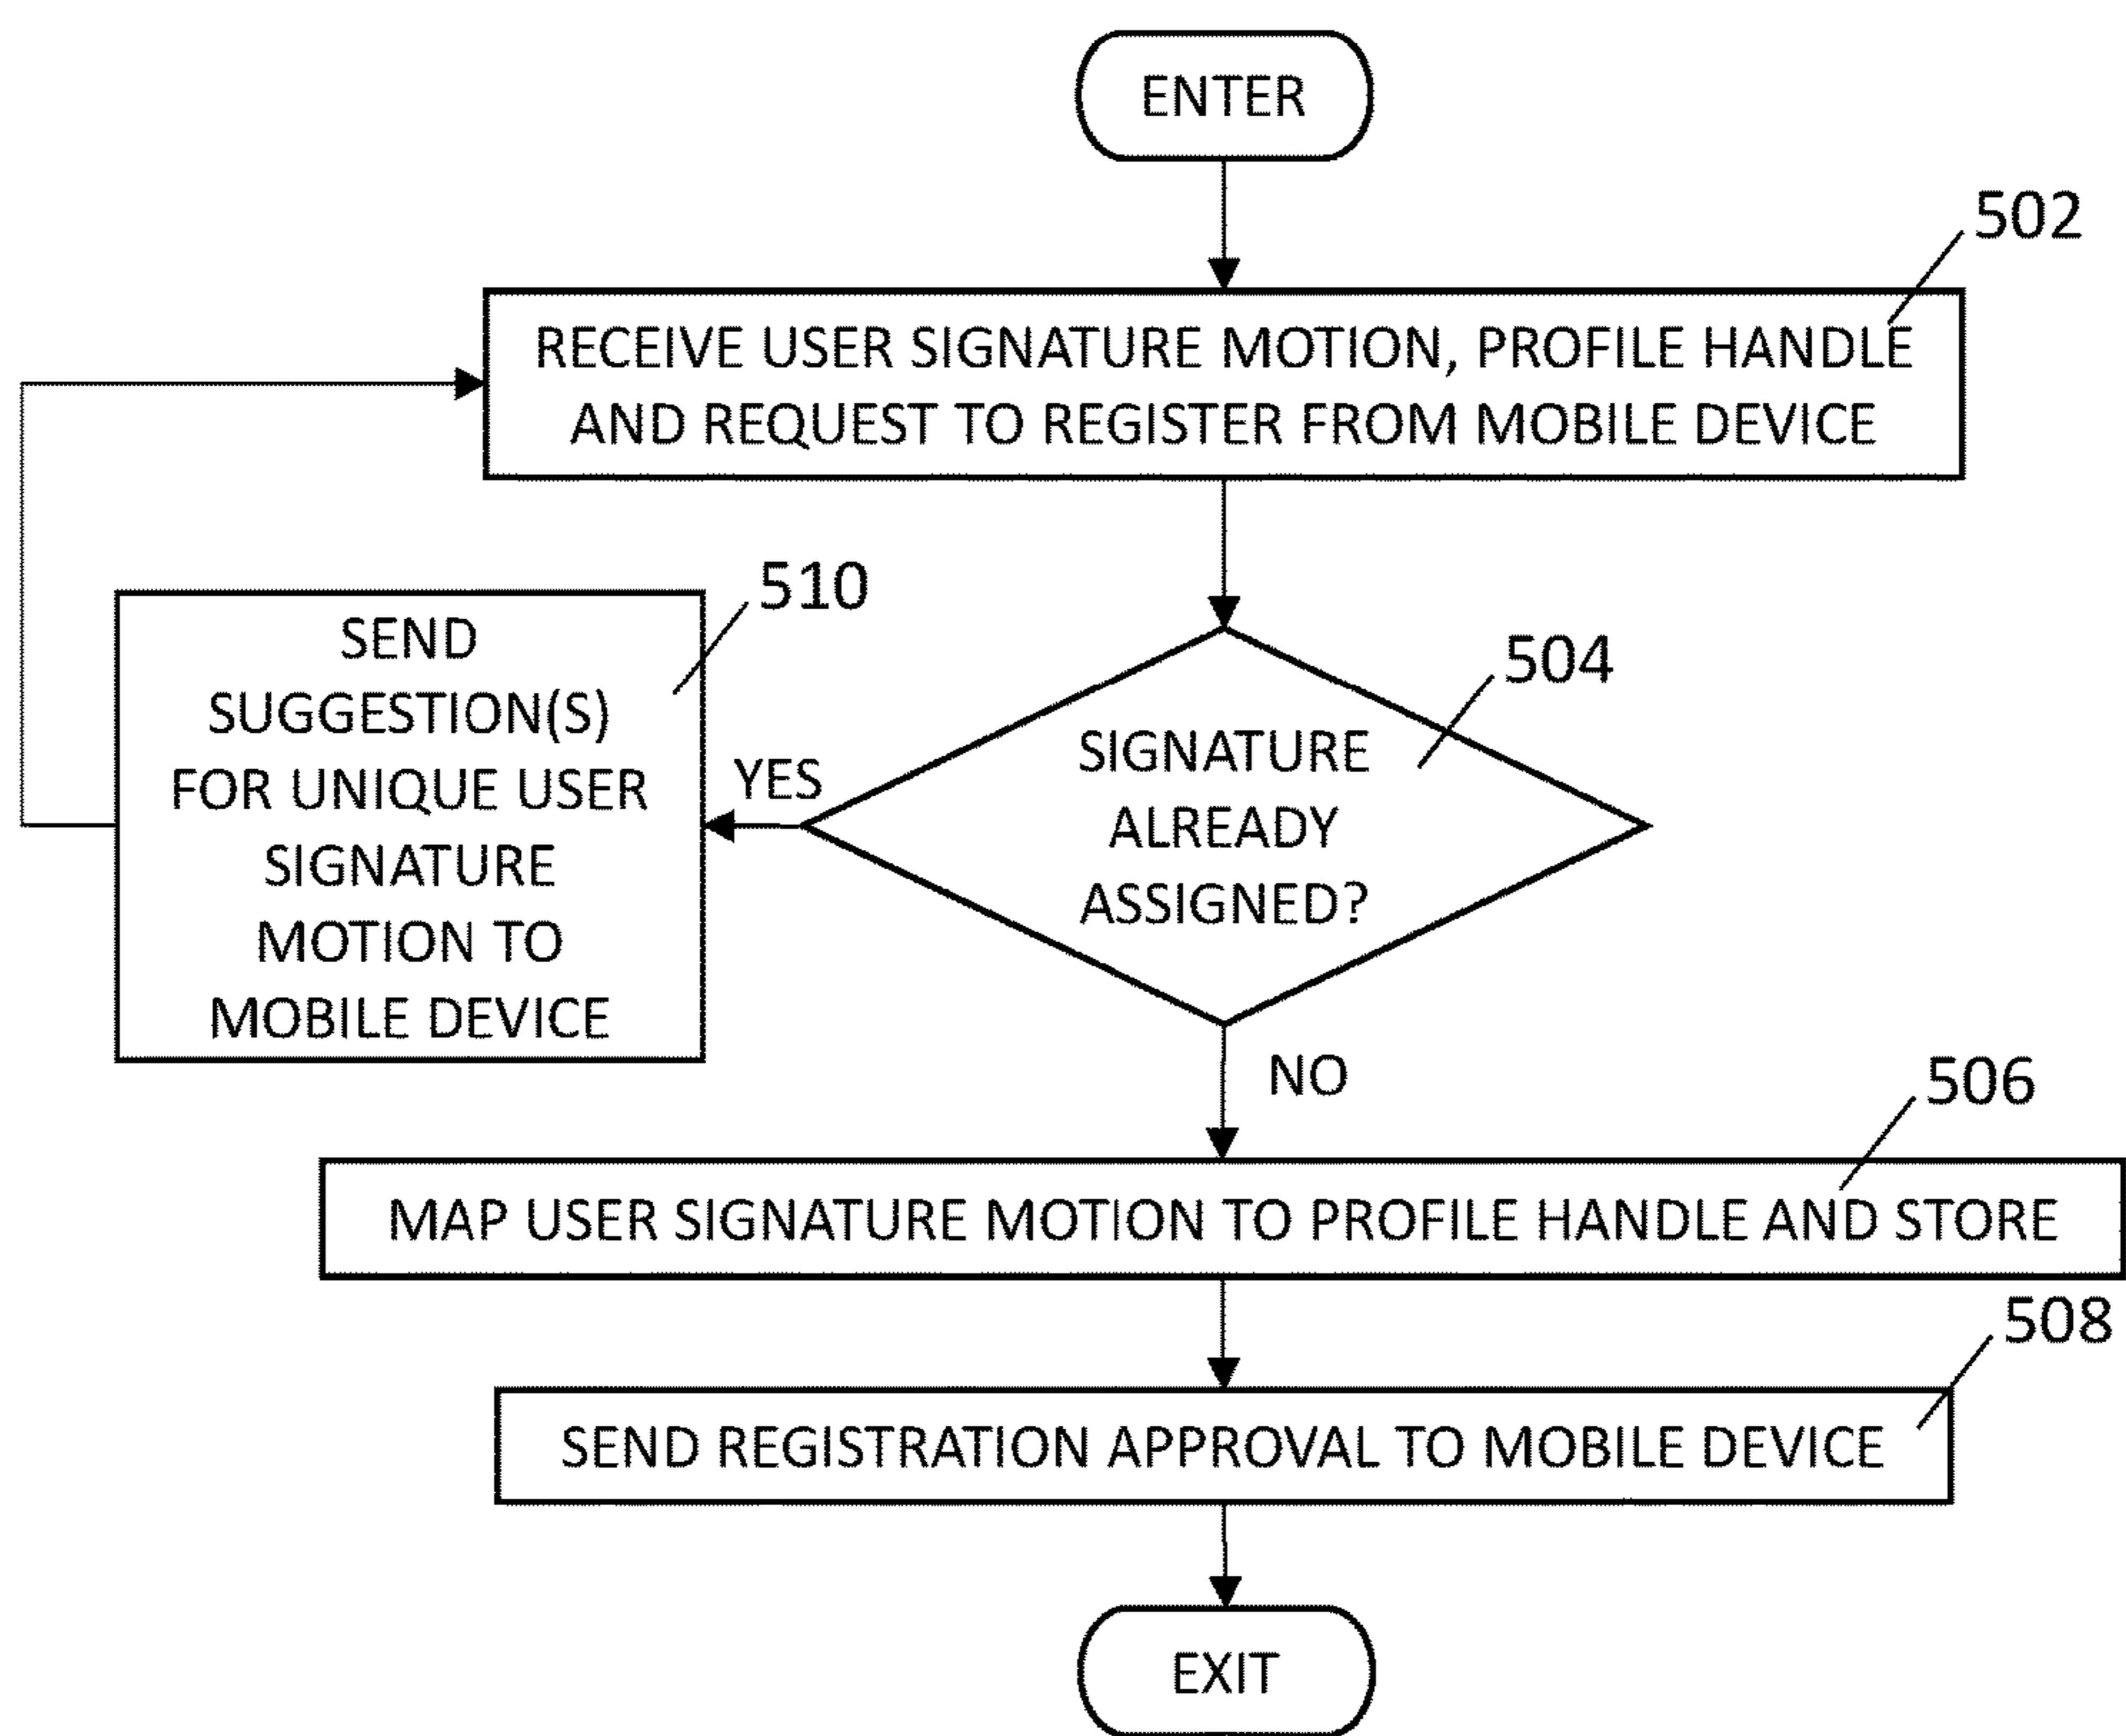 ENTER
502
RECEIVE USER SIGNATURE MOTION, PROFILE HANDLE
AND REQUEST TO REGISTER FROM MOBILE DEVICE
510
SEND
SUGGESTION(S)
FOR UNIQUE USER
SIGNATURE
MOTION TO
MOBILE DEVICE
YES
504
SIGNATURE
ALREADY
ASSIGNED?
NO
506
MAP USER SIGNATURE MOTION TO PROFILE HANDLE AND STORE
508
SEND REGISTRATION APPROVAL TO MOBILE DEVICE
EXIT